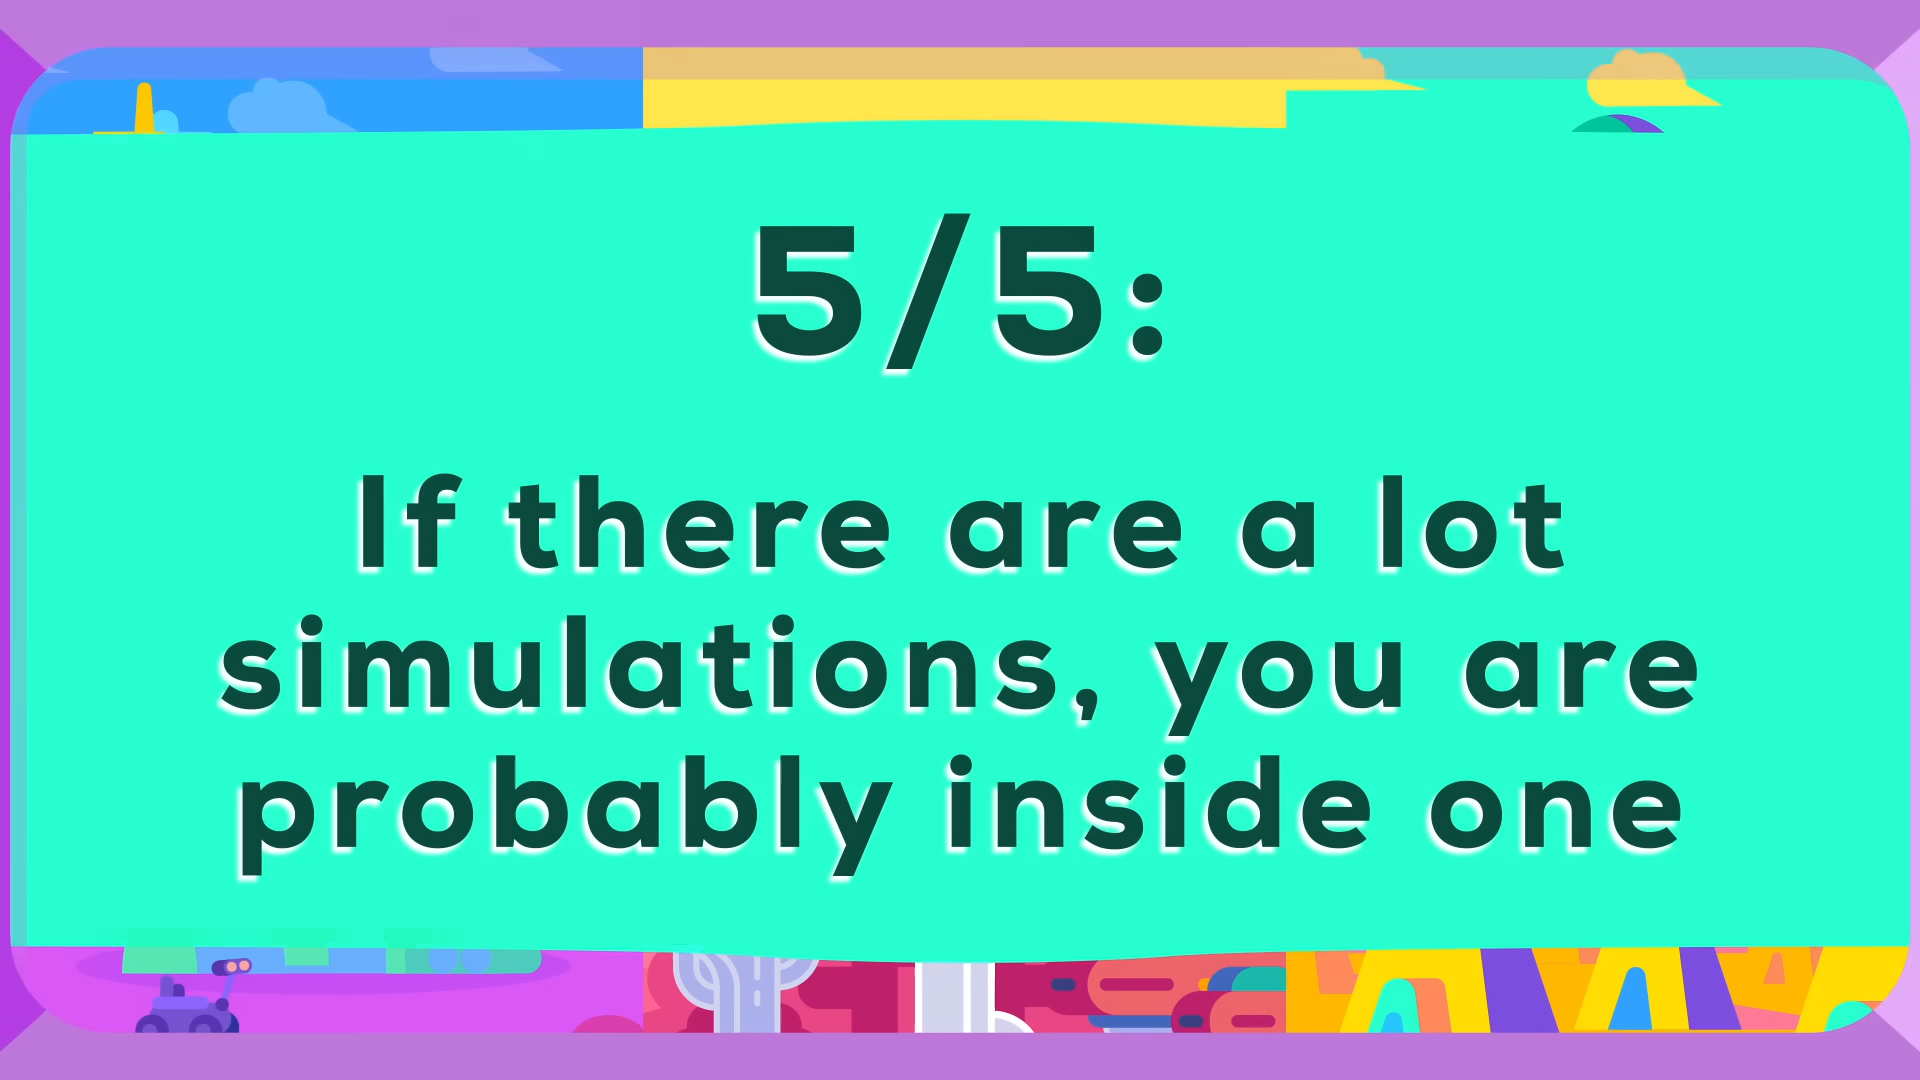 5/5:
If there are a lot
simulations, you are
probably inside one